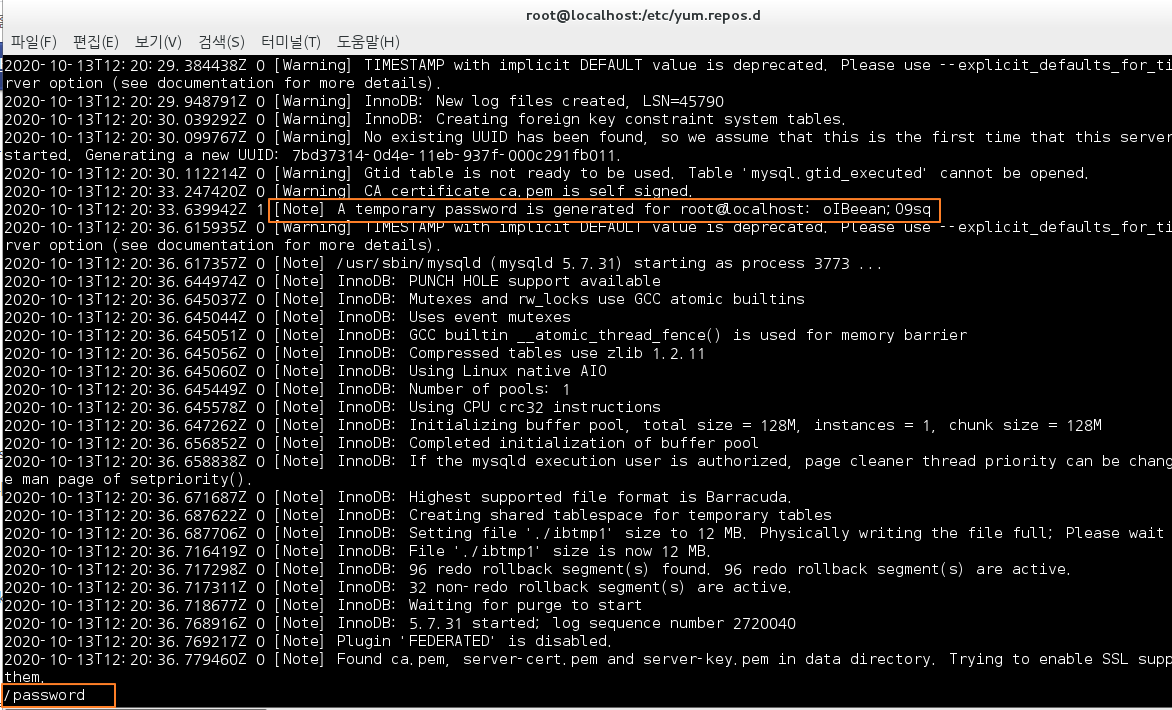 root@localhost:/etc/yum.repos.d
파일(F) 편집(E) 보기(V) 검색(S) 터미널(T) 도움말(H)
2020-10-13T12:20:29.384438Z 0 [Warning] TIMESTAMP with implicit DEFAULT value is deprecated. Please use --explicit_defaults_for_ti
rver option (see documentation for more details).
2020-10-13T12:20:29.948791Z 0 [Warning] InnoDB: New log files created, LSN=45790
2020-10-13T12:20:30.039292Z 0 [Warning] InnoDB: Creating foreign key constraint system tables.
2020-10-13T12:20:30.099767Z 0 [Warning] No existing UUID has been found, so we assume that this is the first time that this server
started. Generating a new UUID: 7bd37314-0d4e-11eb-937f-000c291fb011.
2020-10-13T12:20:30.112214Z 0 [Warning] Gtid table is not ready to be used. Table 'mysql.gtid_executed' cannot be opened.
2020-10-13T12:20:33.247420Z 0 [Warning] CA certificate ca.pem is self signed.
2020-10-13T12:20:33.639942Z 1 [Note] A temporary password is generated for root@localhost: oIBeean;O9sq
2020-10-13T12:20:36.615935Z 0 [Warning] TIMESTAMP with implicit DEFAULT value is deprecated. Please use --explicit_defaults_for_ti
rver option (see documentation for more details).
2020-10-13T12:20:36.617357Z 0 [Note] /usr/sbin/mysqld (mysqld 5.7.31) starting as process 3773 ...
2020-10-13T12:20:36.644974Z 0 [Note] InnoDB: PUNCH HOLE support available
2020-10-13T12:20:36.645037Z 0 [Note] InnoDB: Mutexes and rw_locks use GCC atomic builtins
2020-10-13T12:20:36.645044Z 0 [Note] InnoDB: Uses event mutexes
2020-10-13T12:20:36.645051Z 0 [Note] InnoDB: GCC builtin __atomic_thread_fence() is used for memory barrier
2020-10-13T12:20:36.645056Z 0 [Note] InnoDB: Compressed tables use zlib 1.2.11
2020-10-13T12:20:36.645060Z 0 [Note] InnoDB: Using Linux native AIO
2020-10-13T12:20:36.645449Z 0 [Note] InnoDB: Number of pools: 1
2020-10-13T12:20:36.645578Z 0 [Note] InnoDB: Using CPU crc32 instructions
2020-10-13T12:20:36.647262Z 0 [Note] InnoDB: Initializing buffer pool, total size = 128M, instances = 1, chunk size = 128M
2020-10-13T12:20:36.656852Z 0 [Note] InnoDB: Completed initialization of buffer pool
2020-10-13T12:20:36.658838Z 0 [Note] InnoDB: If the mysqld execution user is authorized, page cleaner thread priority can be chang
e man page of setpriority().
2020-10-13T12:20:36.671687Z 0 [Note] InnoDB: Highest supported file format is Barracuda.
2020-10-13T12:20:36.687622Z 0 [Note] InnoDB: Creating shared tablespace for temporary tables
2020-10-13T12:20:36.687706Z 0 [Note] InnoDB: Setting file './ibtmp1' size to 12 MB. Physically writing the file full; Please wait
2020-10-13T12:20:36.716419Z 0 [Note] InnoDB: File './ibtmp1' size is now 12 MB.
2020-10-13T12:20:36.717298Z 0 [Note] InnoDB: 96 redo rollback segment(s) found. 96 redo rollback segment(s) are active.
2020-10-13T12:20:36.717311Z 0 [Note] InnoDB: 32 non-redo rollback segment(s) are active.
2020-10-13T12:20:36.718677Z 0 [Note] InnoDB: Waiting for purge to start
2020-10-13T12:20:36.768916Z 0 [Note] InnoDB: 5.7.31 started; log sequence number 2720040
2020-10-13T12:20:36.769217Z 0 [Note] Plugin 'FEDERATED' is disabled.
2020-10-13T12:20:36.779460Z 0 [Note] Found ca.pem, server-cert.pem and server-key.pem in data directory. Trying to enable SSL supp
them.
/password